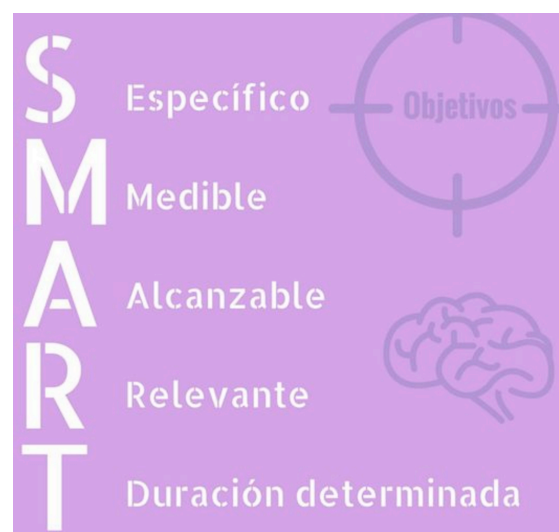 S Específico
Objetivos
M Medible
A Alcanzable
R Relevante
T Duración determinada